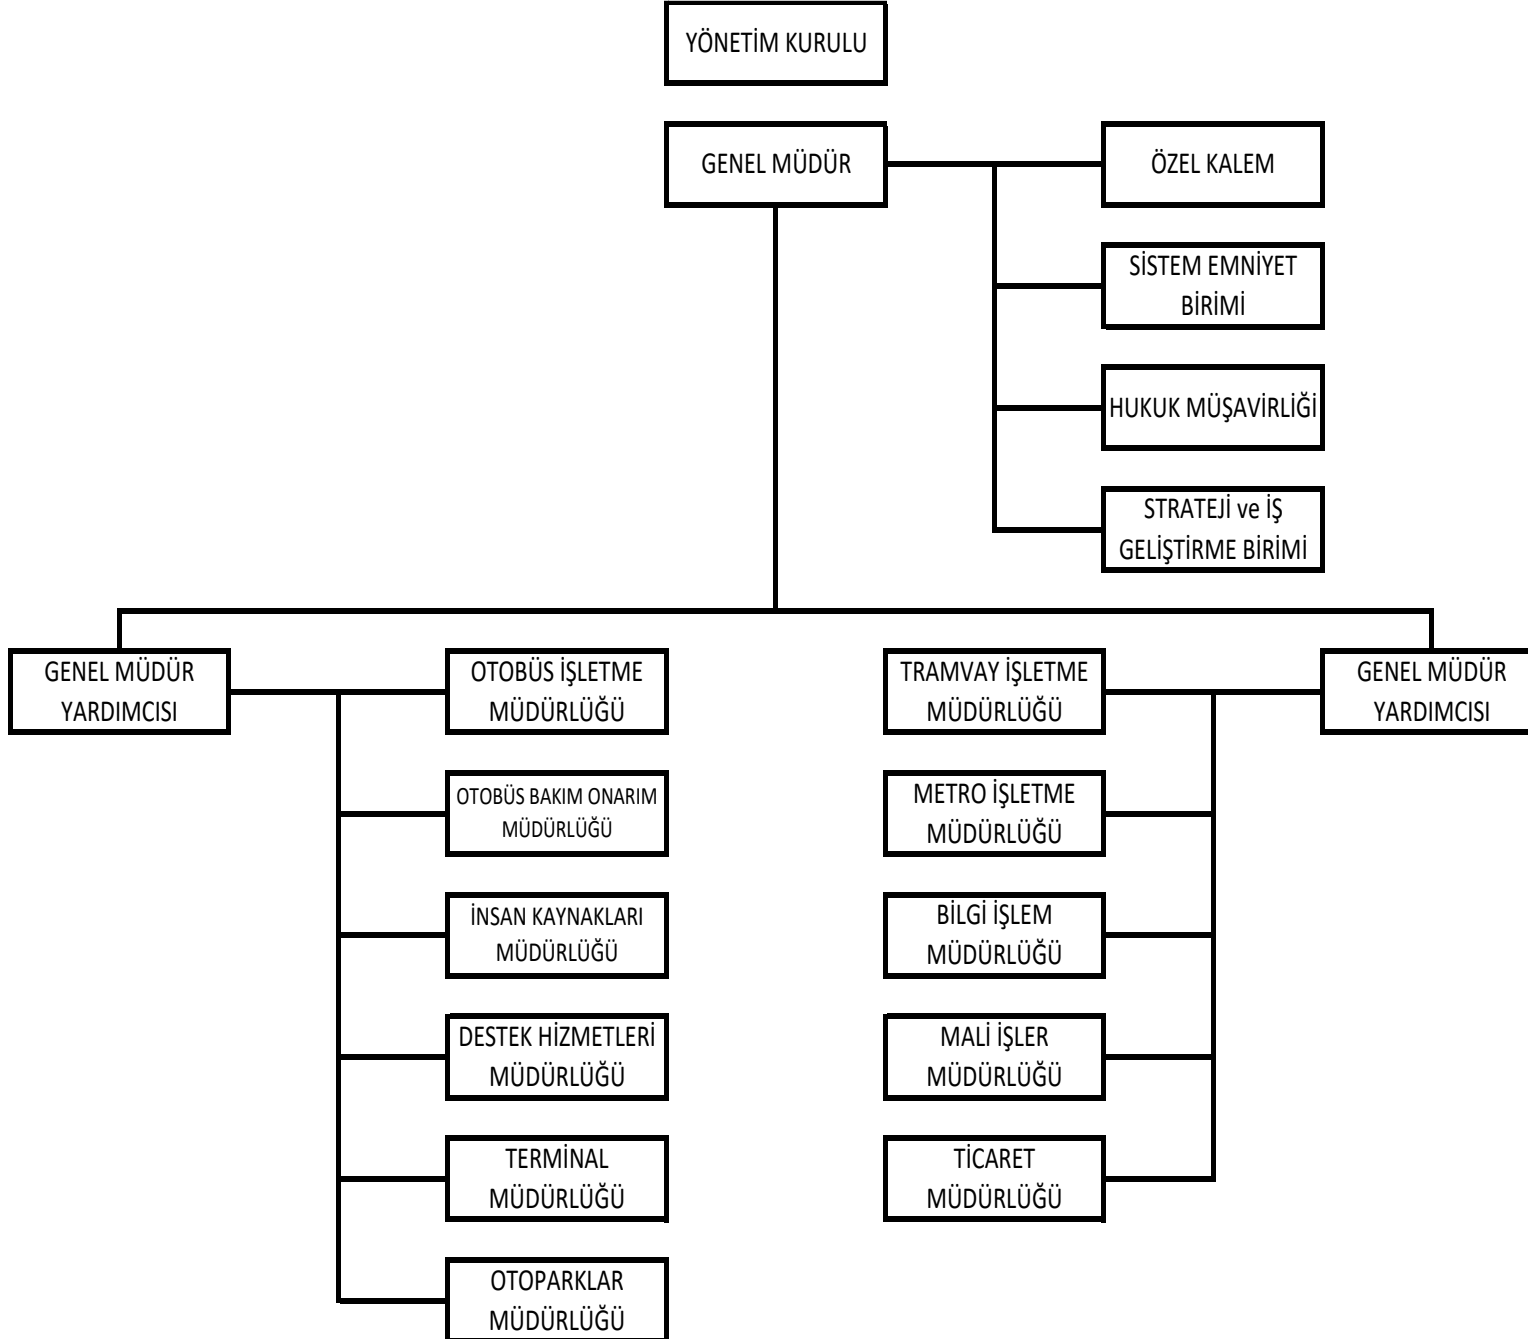 YÖNETİM KURULU
GENEL MÜDÜR
ÖZEL KALEM
SİSTEM EMNİYET
BİRİMİ
HUKUK MÜŞAVİRLİĞİ
STRATEJİ ve İŞ
GELİŞTİRME BİRİMİ
GENEL MÜDÜR
YARDIMCISI
OTOBÜS İŞLETME
MÜDÜRLÜĞÜ
OTOBÜS BAKIM ONARIM
MÜDÜRLÜĞÜ
İNSAN KAYNAKLARI
MÜDÜRLÜĞÜ
DESTEK HİZMETLERİ
MÜDÜRLÜĞÜ
TERMİNAL
MÜDÜRLÜĞÜ
OTOPARKLAR
MÜDÜRLÜĞÜ
TRAMVAY İŞLETME
MÜDÜRLÜĞÜ
METRO İŞLETME
MÜDÜRLÜĞÜ
BİLGİ İŞLEM
MÜDÜRLÜĞÜ
MALİ İŞLER
MÜDÜRLÜĞÜ
TİCARET
MÜDÜRLÜĞÜ
GENEL MÜDÜR
YARDIMCISI